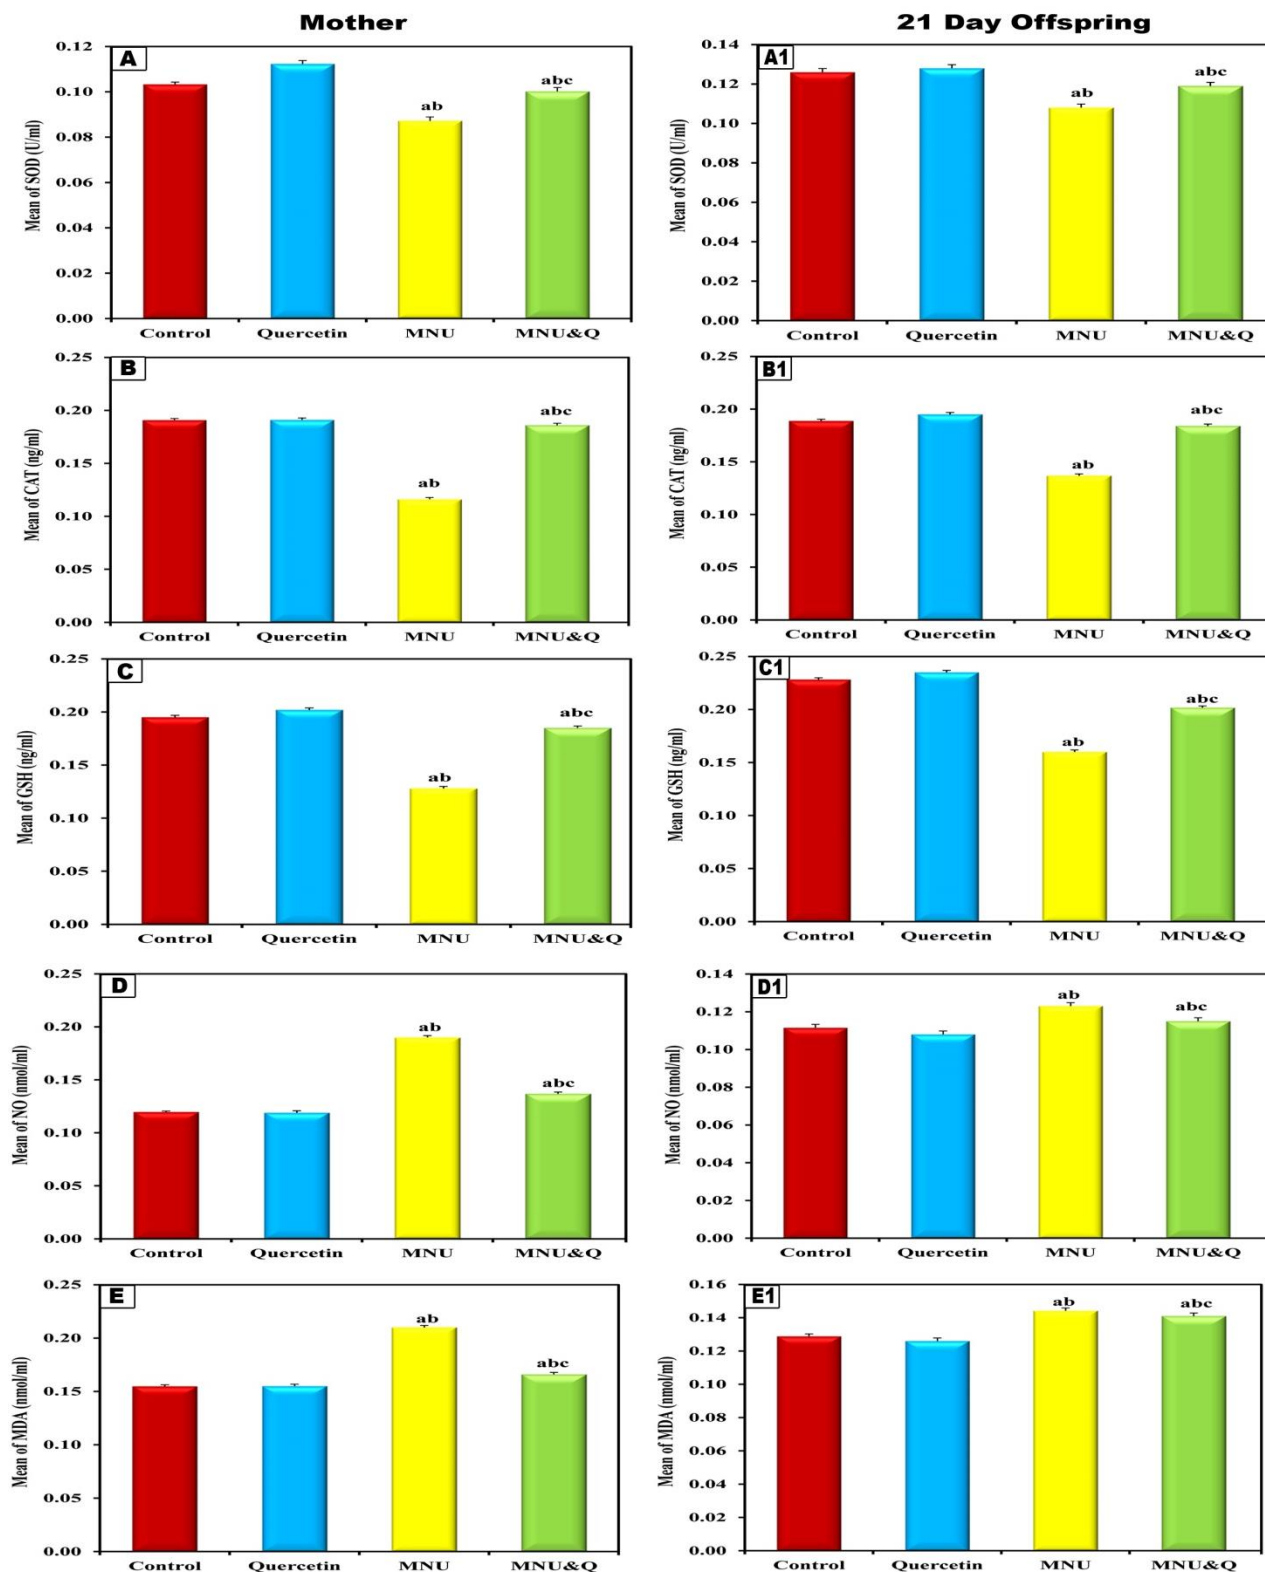 Mother
21 Day Offspring
A
Mean of SOD (U/ml)
0.12
0.10
0.08
0.06
0.04
0.02
0.00
ab
abc
Control Quercetin MNU MNU&Q
A1
Mean of SOD (U/ml)
0.14
0.12
0.10
0.08
0.06
0.04
0.02
0.00
ab
abc
Control Quercetin MNU MNU&Q
B
Mean of CAT (ng/ml)
0.25
0.20
0.15
0.10
0.05
0.00
ab
abc
Control Quercetin MNU MNU&Q
B1
Mean of CAT (ng/ml)
0.25
0.20
0.15
0.10
0.05
0.00
ab
abc
Control Quercetin MNU MNU&Q
C
Mean of GSH (ng/ml)
0.25
0.20
0.15
0.10
0.05
0.00
ab
abc
Control Quercetin MNU MNU&Q
C1
Mean of GSH (ng/ml)
0.25
0.20
0.15
0.10
0.05
0.00
ab
abc
Control Quercetin MNU MNU&Q
D
Mean of NO (nmol/ml)
0.25
0.20
0.15
0.10
0.05
0.00
ab
abc
Control Quercetin MNU MNU&Q
D1
Mean of NO (nmol/ml)
0.14
0.12
0.10
0.08
0.06
0.04
0.02
0.00
ab
abc
Control Quercetin MNU MNU&Q
E
Mean of MDA (nmol/ml)
0.25
0.20
0.15
0.10
0.05
0.00
ab
abc
Control Quercetin MNU MNU&Q
E1
Mean of MDA (nmol/ml)
0.16
0.14
0.12
0.10
0.08
0.06
0.04
0.02
0.00
ab
abc
Control Quercetin MNU MNU&Q